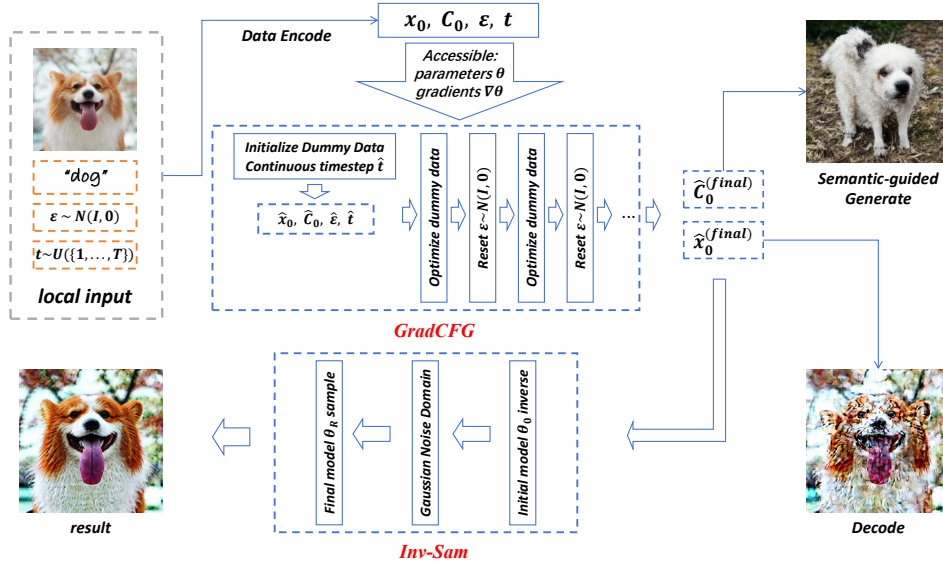 x₀, C₀, ε, t
Data Encode
Accessible:
parameters θ
gradients ∇θ
"dog"
ε ~ N(I, 0)
t~U({1, ..., T})
local input
Initialize Dummy Data
Continuous timestep t̂
x̂₀, Ĉ₀, ε̂, t̂
Optimize dummy data
Reset ε~N(I, 0)
Optimize dummy data
Reset ε~N(I, 0)
...
GradCFG
Ĉ₀^(final)
x̂₀^(final)
Semantic-guided
Generate
Final model θ_R sample
Gaussian Noise Domain
Initial model θ₀ inverse
Inv-Sam
result
Decode